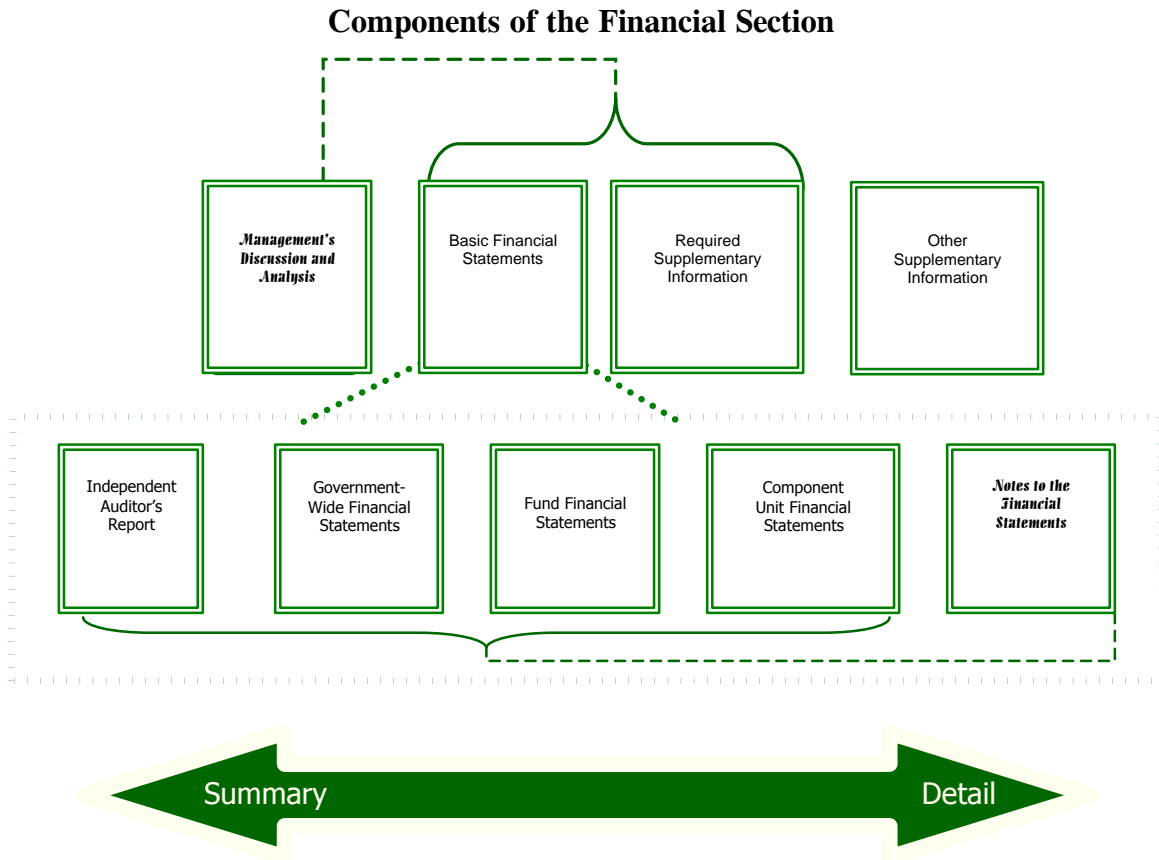 Components of the Financial Section
Management's
Discussion and
Analysis
Basic Financial
Statements
Required
Supplementary
Information
Other
Supplementary
Information
Independent
Auditor's
Report
Government-
Wide Financial
Statements
Fund Financial
Statements
Component
Unit Financial
Statements
Notes to the
Financial
Statements
Summary
Detail